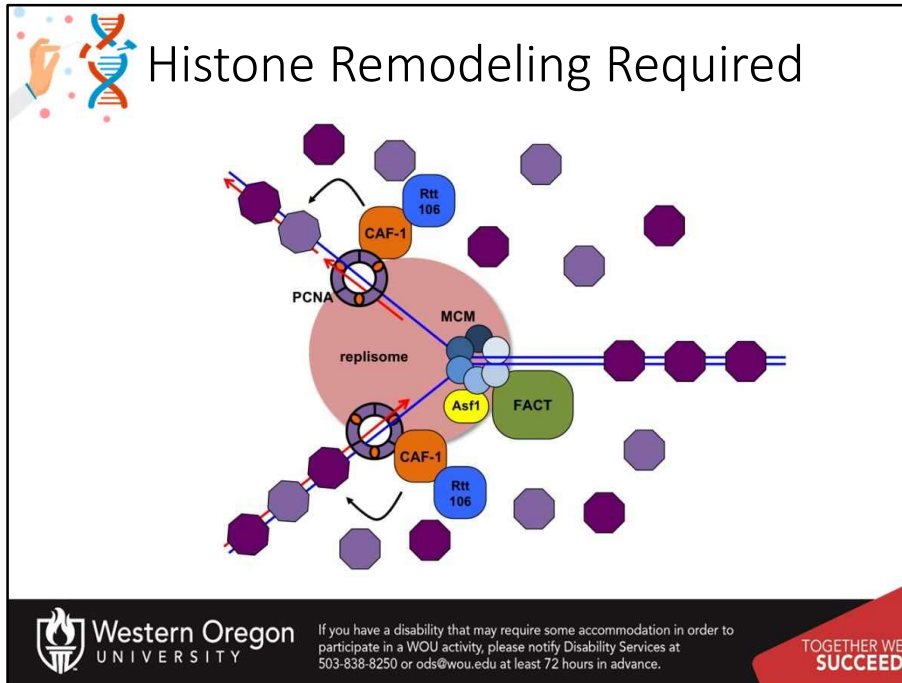 Histone Remodeling Required
Rtt
106
CAF-1
PCNA
MCM
replisome
Asf1
FACT
CAF-1
Rtt
106
Western Oregon
UNIVERSITY
If you have a disability that may require some accommodation in order to
participate in a WOU activity, please notify Disability Services at
503-838-8250 or ods@wou.edu at least 72 hours in advance.
TOGETHER WE
SUCCEED